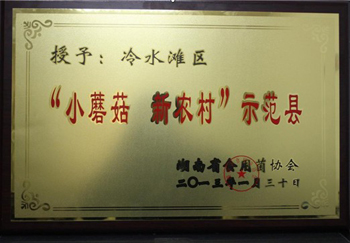 授予：冷水滩区
“小蘑菇 新农村”示范县
湖南省食用菌协会
二〇一三年一月三十日